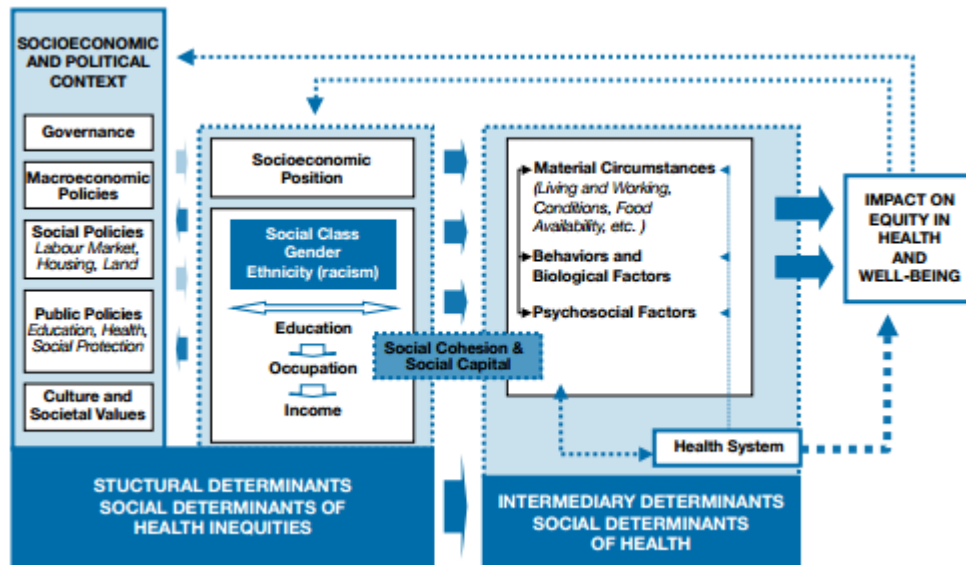 SOCIOECONOMIC
AND POLITICAL
CONTEXT
Governance
Macroeconomic
Policies
Social Policies
Labour Market,
Housing, Land
Public Policies
Education, Health,
Social Protection
Culture and
Societal Values
Socioeconomic
Position
Social Class
Gender
Ethnicity (racism)
Education
Occupation
Income
Social Cohesion &
Social Capital
Material Circumstances
(Living and Working,
Conditions, Food
Availability, etc. )
Behaviors and
Biological Factors
Psychosocial Factors
Health System
IMPACT ON
EQUITY IN
HEALTH
AND
WELL-BEING
STUCTURAL DETERMINANTS
SOCIAL DETERMINANTS OF
HEALTH INEQUITIES
INTERMEDIARY DETERMINANTS
SOCIAL DETERMINANTS
OF HEALTH